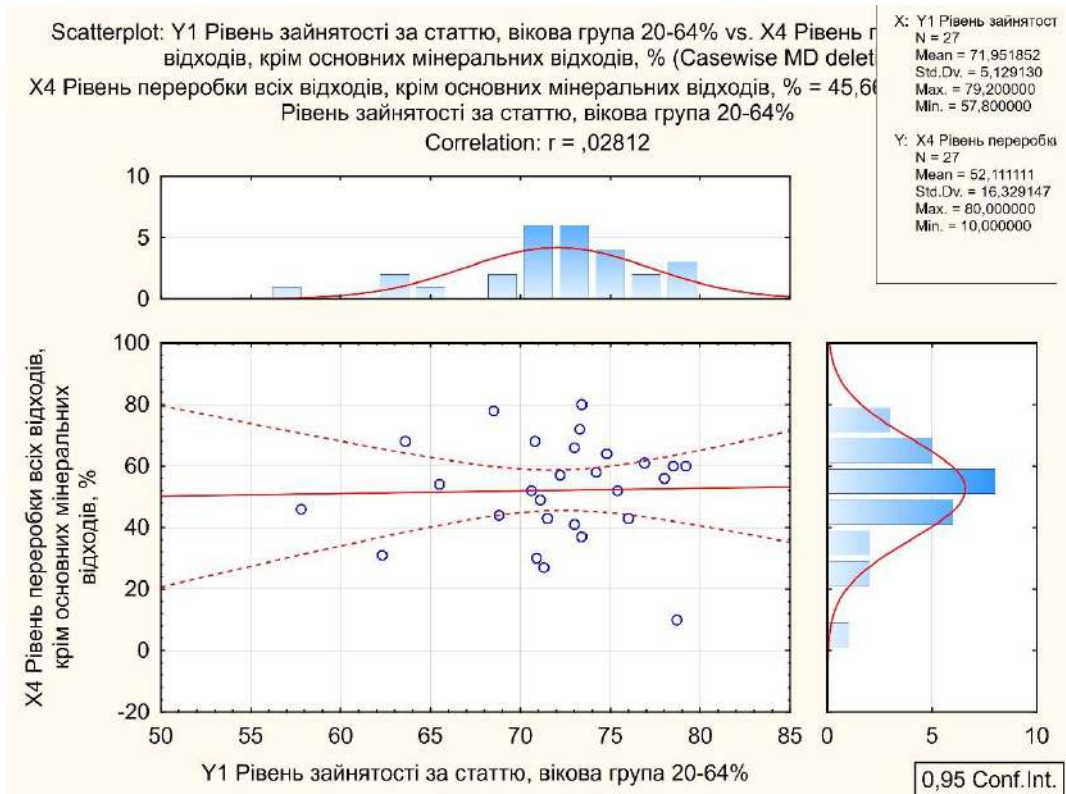 Scatterplot: Y1 Рівень зайнятості за статтю, вікова група 20-64% vs. X4 Рівень
відходів, крім основних мінеральних відходів, % (Casewise MD delet
X4 Рівень переробки всіх відходів, крім основних мінеральних відходів, % = 45,66
Рівень зайнятості за статтю, вікова група 20-64%
Correlation: r = ,02812
X: Y1 Рівень зайнятост
N = 27
Mean = 71,951852
Std.Dv. = 5,129130
Max. = 79,200000
Min. = 57,800000
Y: X4 Рівень переробки
N = 27
Mean = 52,111111
Std.Dv. = 16,329147
Max. = 80,000000
Min. = 10,000000
10
5
0
X4 Рівень переробки всіх відходів,
крім основних мінеральних
відходів, %
100
80
60
40
20
0
-20
50 55 60 65 70 75 80 85
0 5 10
Y1 Рівень зайнятості за статтю, вікова група 20-64%
0,95 Conf.Int.